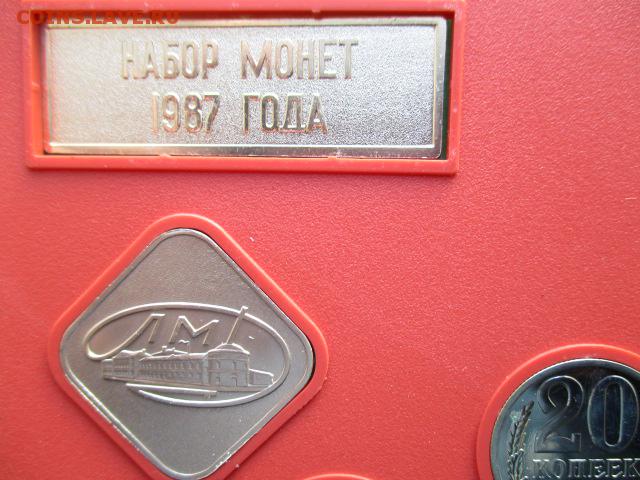 COINS.LAVE.RU
НАБОР МОНЕТ
1987 ГОДА
ЛМД
20
КОПЕЕК